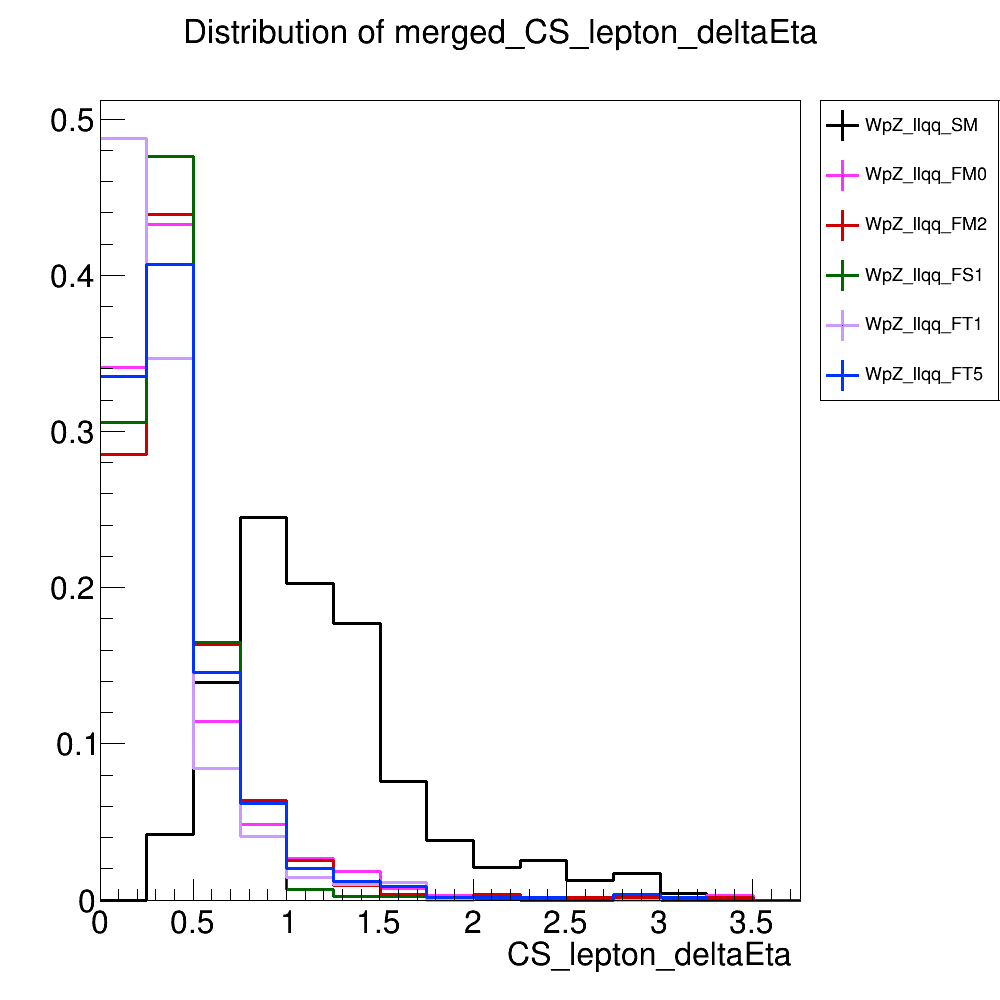 Distribution of merged_CS_lepton_deltaEta
0.5
0.4
0.3
0.2
0.1
0
0 0.5 1 1.5 2 2.5 3 3.5
CS_lepton_deltaEta
WpZ_llqq_SM
WpZ_llqq_FM0
WpZ_llqq_FM2
WpZ_llqq_FS1
WpZ_llqq_FT1
WpZ_llqq_FT5